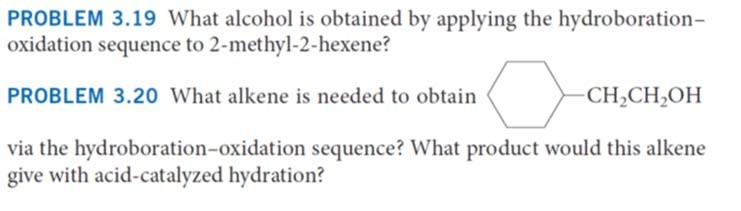 PROBLEM 3.19 What alcohol is obtained by applying the hydroboration–
oxidation sequence to 2-methyl-2-hexene?
PROBLEM 3.20 What alkene is needed to obtain –CH₂CH₂OH
via the hydroboration–oxidation sequence? What product would this alkene
give with acid-catalyzed hydration?